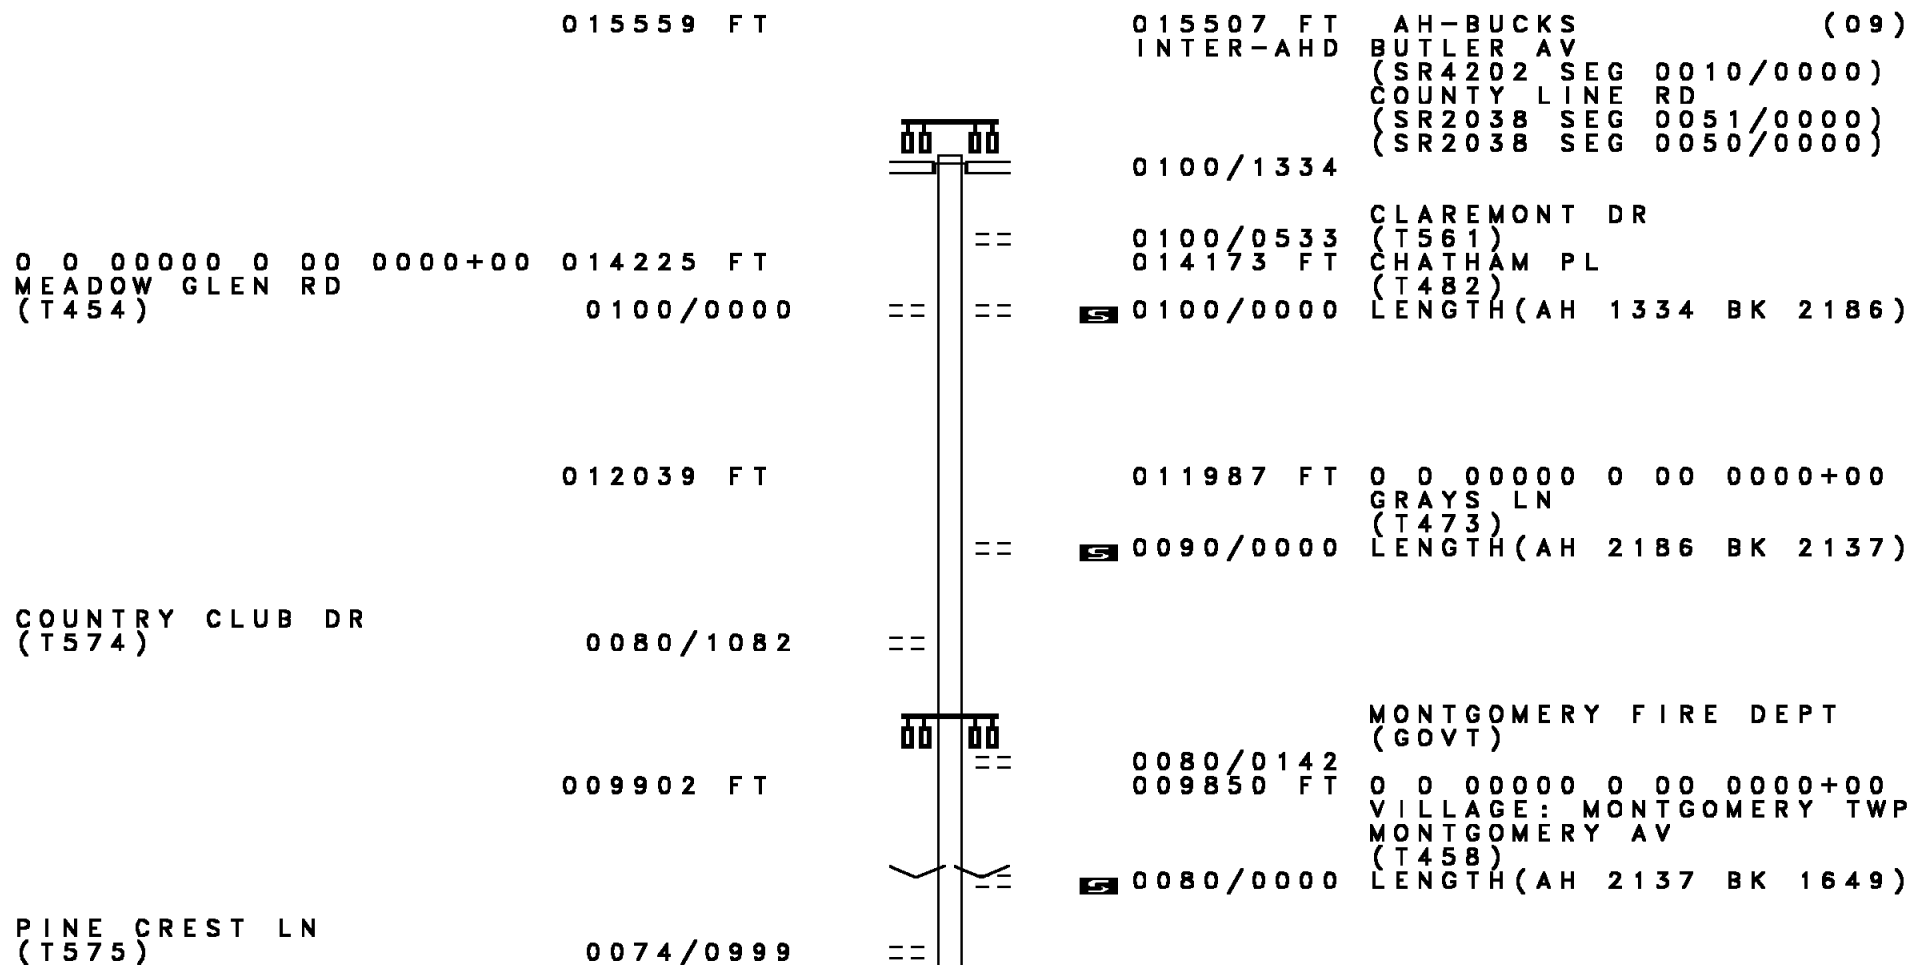 015559 FT 015507 FT AH-BUCKS (09)
INTER-AHD BUTLER AV
(SR4202 SEG 0010/0000)
COUNTY LINE RD
(SR2038 SEG 0051/0000)
(SR2038 SEG 0050/0000)
0100/1334
CLAREMONT DR
0100/0533 (T561)
0 0 00000 0 00 0000+00 014225 FT 014173 FT CHATHAM PL
MEADOW GLEN RD (T482)
(T454) 0100/0000 S 0100/0000 LENGTH(AH 1334 BK 2186)
012039 FT 011987 FT 0 0 00000 0 00 0000+00
GRAYS LN
(T473)
S 0090/0000 LENGTH(AH 2186 BK 2137)
COUNTRY CLUB DR
(T574) 0080/1082
MONTGOMERY FIRE DEPT
(GOVT)
0080/0142
009902 FT 009850 FT 0 0 00000 0 00 0000+00
VILLAGE: MONTGOMERY TWP
MONTGOMERY AV
(T458)
S 0080/0000 LENGTH(AH 2137 BK 1649)
PINE CREST LN
(T575) 0074/0999